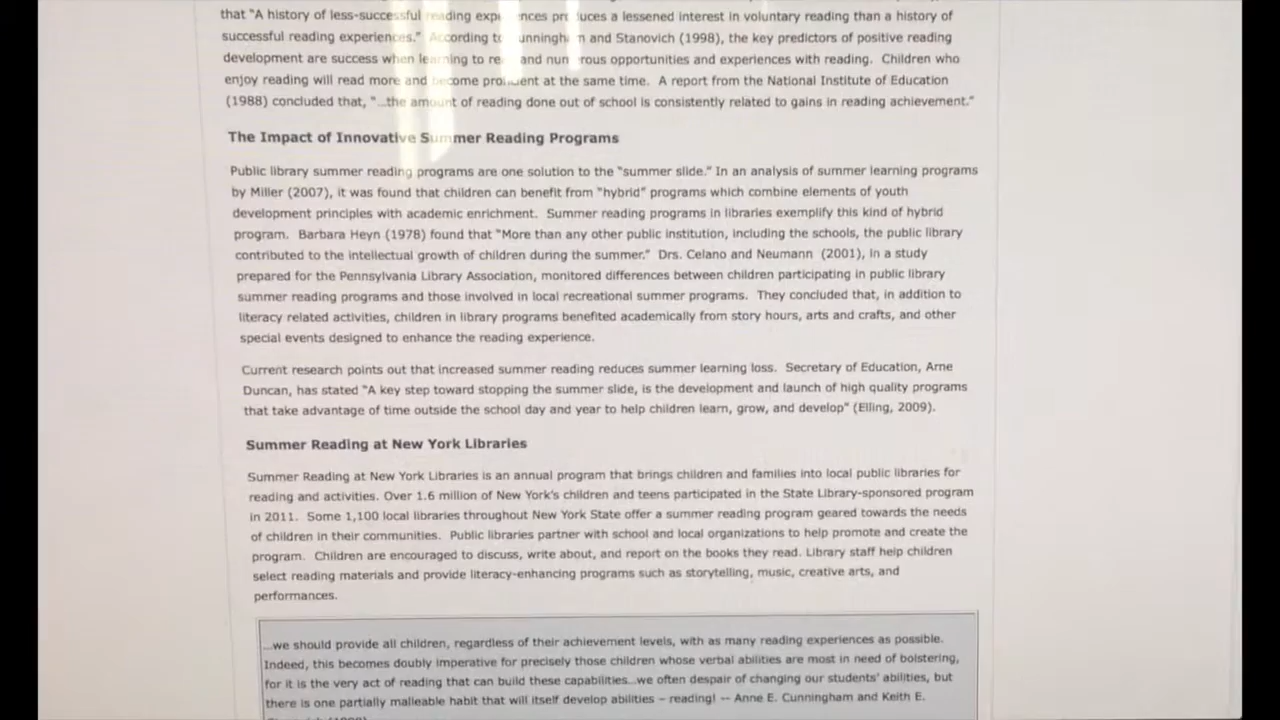 that "A history of less-successful reading experiences produces a lessened interest in voluntary reading than a history of
successful reading experiences." According to Cunningham and Stanovich (1998), the key predictors of positive reading
development are success when learning to read and numerous opportunities and experiences with reading. Children who
enjoy reading will read more and become proficient at the same time. A report from the National Institute of Education
(1988) concluded that, "...the amount of reading done out of school is consistently related to gains in reading achievement."
The Impact of Innovative Summer Reading Programs
Public library summer reading programs are one solution to the "summer slide." In an analysis of summer learning programs
by Miller (2007), it was found that children can benefit from "hybrid" programs which combine elements of youth
development principles with academic enrichment. Summer reading programs in libraries exemplify this kind of hybrid
program. Barbara Heyn (1978) found that "More than any other public institution, including the schools, the public library
contributed to the intellectual growth of children during the summer." Drs. Celano and Neumann (2001), in a study
prepared for the Pennsylvania Library Association, monitored differences between children participating in public library
summer reading programs and those involved in local recreational summer programs. They concluded that, in addition to
literacy related activities, children in library programs benefited academically from story hours, arts and crafts, and other
special events designed to enhance the reading experience.
Current research points out that increased summer reading reduces summer learning loss. Secretary of Education, Arne
Duncan, has stated "A key step toward stopping the summer slide, is the development and launch of high quality programs
that take advantage of time outside the school day and year to help children learn, grow, and develop" (Elling, 2009).
Summer Reading at New York Libraries
Summer Reading at New York Libraries is an annual program that brings children and families into local public libraries for
reading and activities. Over 1.6 million of New York's children and teens participated in the State Library-sponsored program
in 2011. Some 1,100 local libraries throughout New York State offer a summer reading program geared towards the needs
of children in their communities. Public libraries partner with school and local organizations to help promote and create the
program. Children are encouraged to discuss, write about, and report on the books they read. Library staff help children
select reading materials and provide literacy-enhancing programs such as storytelling, music, creative arts, and
performances.
...we should provide all children, regardless of their achievement levels, with as many reading experiences as possible.
Indeed, this becomes doubly imperative for precisely those children whose verbal abilities are most in need of bolstering,
for it is the very act of reading that can build these capabilities...we often despair of changing our students' abilities, but
there is one partially malleable habit that will itself develop abilities – reading! -- Anne E. Cunningham and Keith E.